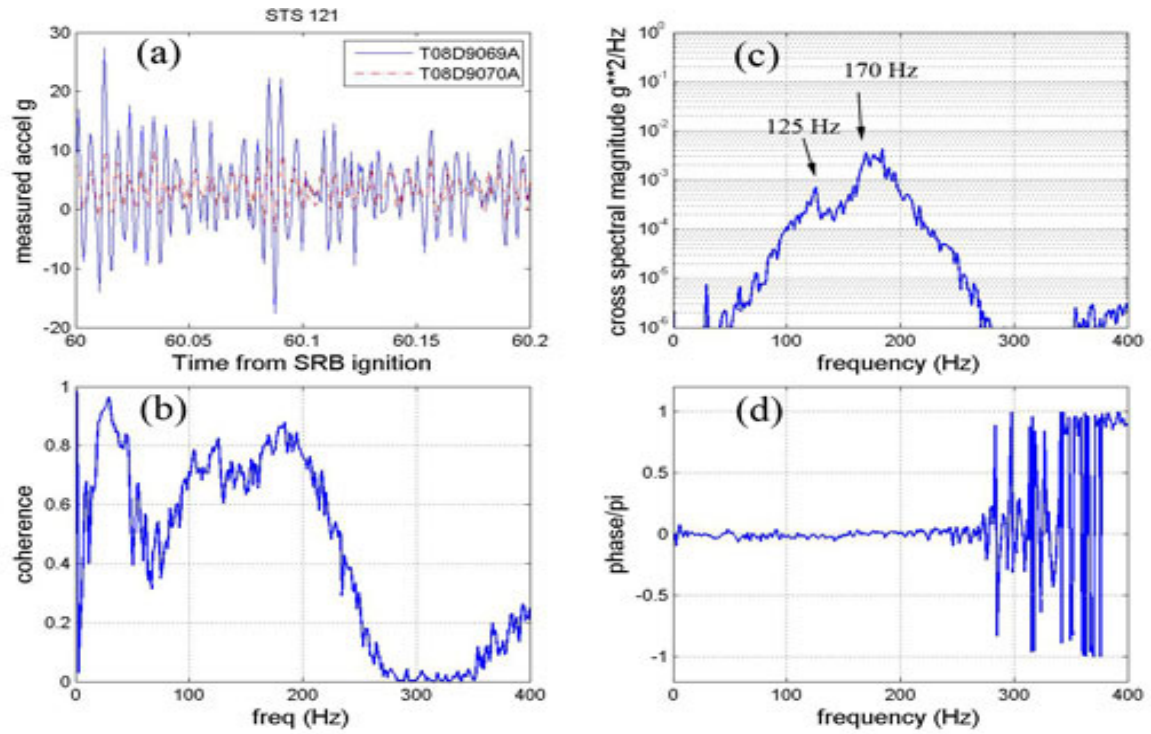 STS 121
(a)
T08D9069A
T08D9070A
measured accel g
30
20
10
0
-10
-20
60
60.05
60.1
60.15
60.2
Time from SRB ignition
(c)
170 Hz
125 Hz
cross spectral magnitude g**2/Hz
10^0
10^-1
10^-2
10^-3
10^-4
10^-5
10^-6
0
100
200
300
400
frequency (Hz)
(b)
coherence
1
0.8
0.6
0.4
0.2
0
0
100
200
300
400
freq (Hz)
(d)
phase/pi
1
0.5
0
-0.5
-1
0
100
200
300
400
frequency (Hz)